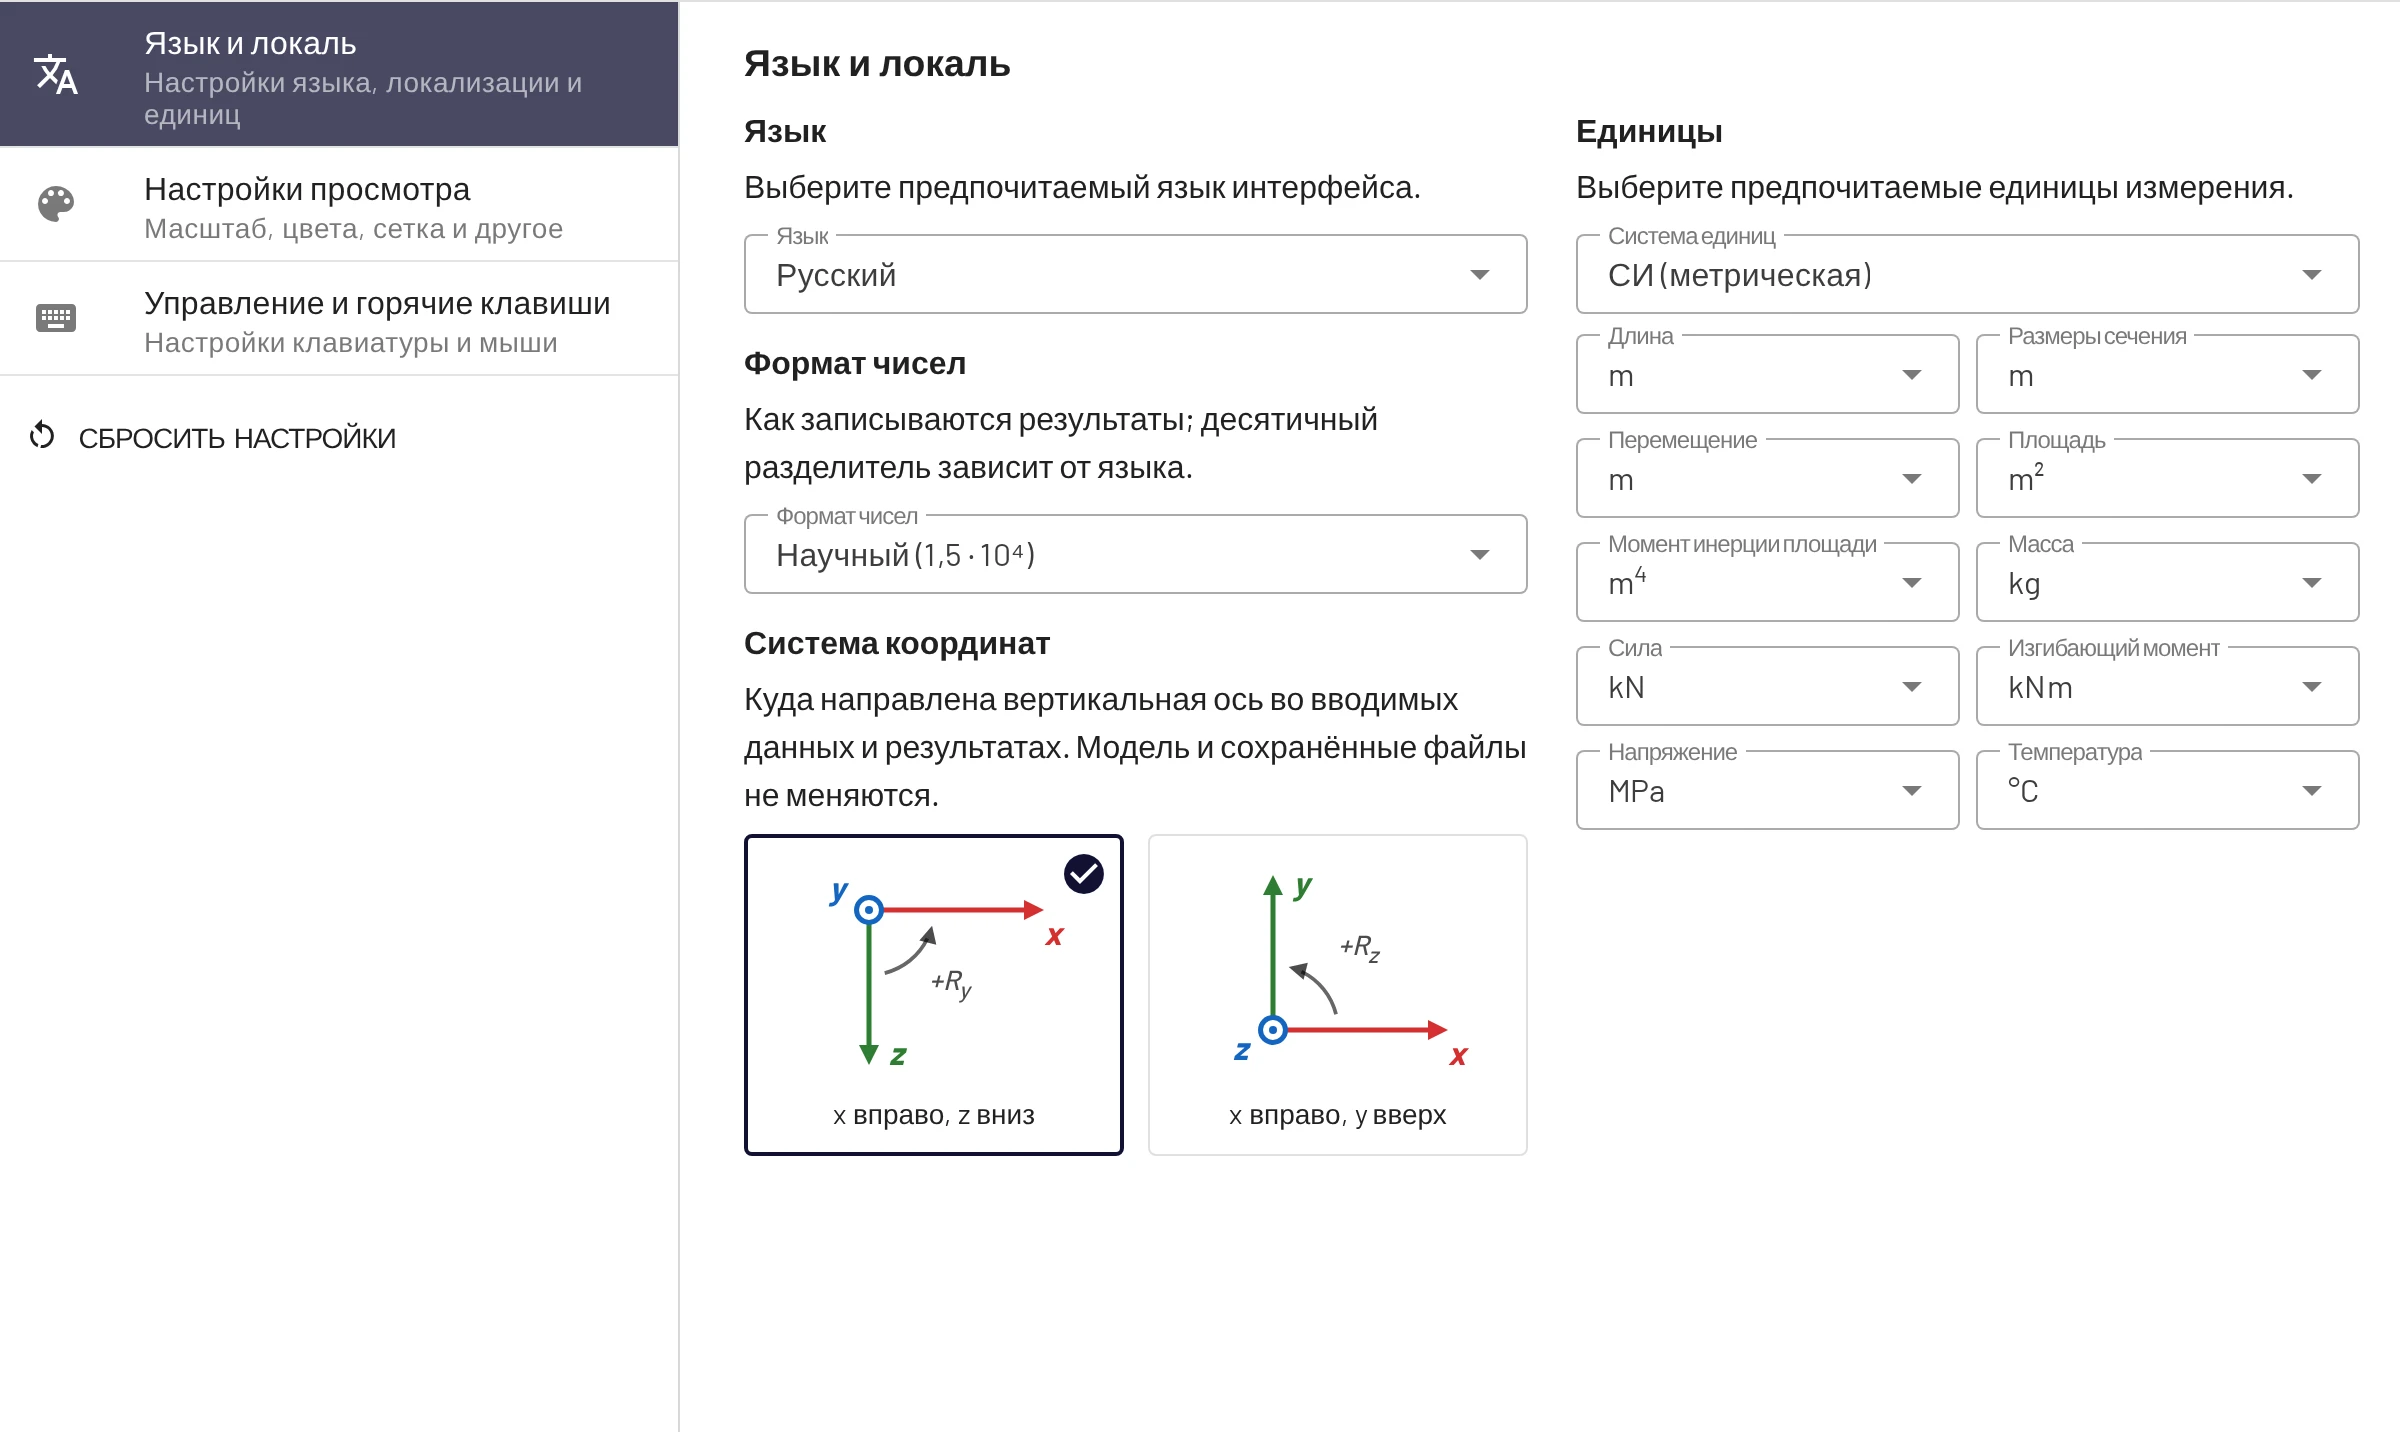 Язык и локаль
Настройки языка, локализации и
единиц
Настройки просмотра
Масштаб, цвета, сетка и другое
Управление и горячие клавиши
Настройки клавиатуры и мыши
СБРОСИТЬ НАСТРОЙКИ
Язык и локаль
Язык
Выберите предпочитаемый язык интерфейса.
Язык
Русский
Формат чисел
Как записываются результаты; десятичный
разделитель зависит от языка.
Формат чисел
Научный (1,5 · 10⁴)
Система координат
Куда направлена вертикальная ось во вводимых
данных и результатах. Модель и сохранённые файлы
не меняются.
y
x
+Ry
z
x вправо, z вниз
y
+Rz
z
x
x вправо, y вверх
Единицы
Выберите предпочитаемые единицы измерения.
Система единиц
СИ (метрическая)
Длина
m
Размеры сечения
m
Перемещение
m
Площадь
m²
Момент инерции площади
m⁴
Масса
kg
Сила
kN
Изгибающий момент
kNm
Напряжение
MPa
Температура
°C